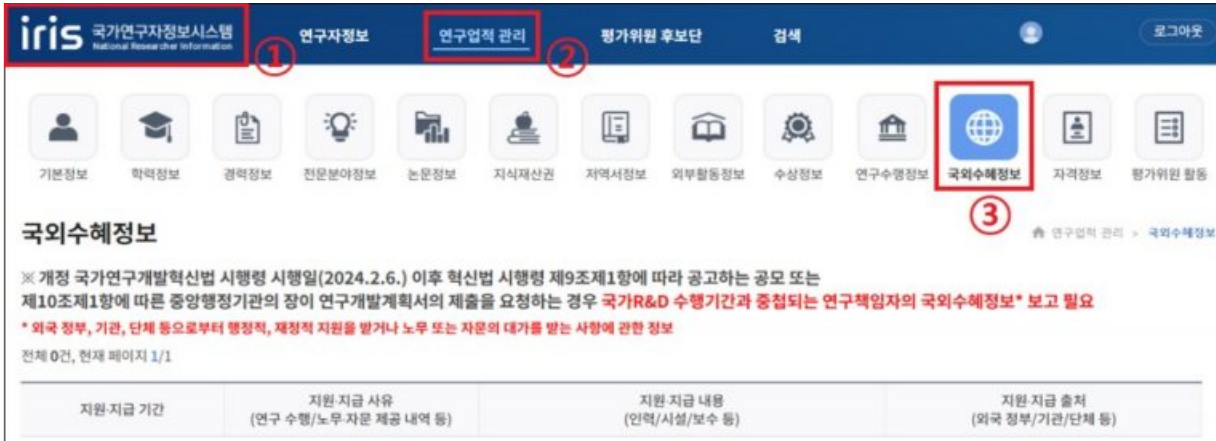 iris 국가연구자정보시스템
National Researcher Information
① 연구자정보 연구업적 관리 ② 평가위원 후보단 검색 로그아웃
기본정보 학력정보 경력정보 전문분야정보 논문정보 지식재산권 저역서정보 외부활동정보 수상정보 연구수행정보 국외수혜정보 자격정보 평가위원 활동
③
국외수혜정보
연구업적 관리 > 국외수혜정보
※ 개정 국가연구개발혁신법 시행령 시행일(2024.2.6.) 이후 혁신법 시행령 제9조제1항에 따라 공고하는 공모 또는
제10조제1항에 따른 중앙행정기관의 장이 연구개발계획서의 제출을 요청하는 경우 국가R&D 수행기간과 중첩되는 연구책임자의 국외수혜정보* 보고 필요
* 외국 정부, 기관, 단체 등으로부터 행정적, 재정적 지원을 받거나 노무 또는 자문의 대가를 받는 사항에 관한 정보
전체 0건, 현재 페이지 1/1
지원·지급 기간 지원·지급 사유 지원·지급 내용 지원·지급 출처
(연구 수행/노무·자문 제공 내역 등) (인력/시설/보수 등) (외국 정부/기관/단체 등)